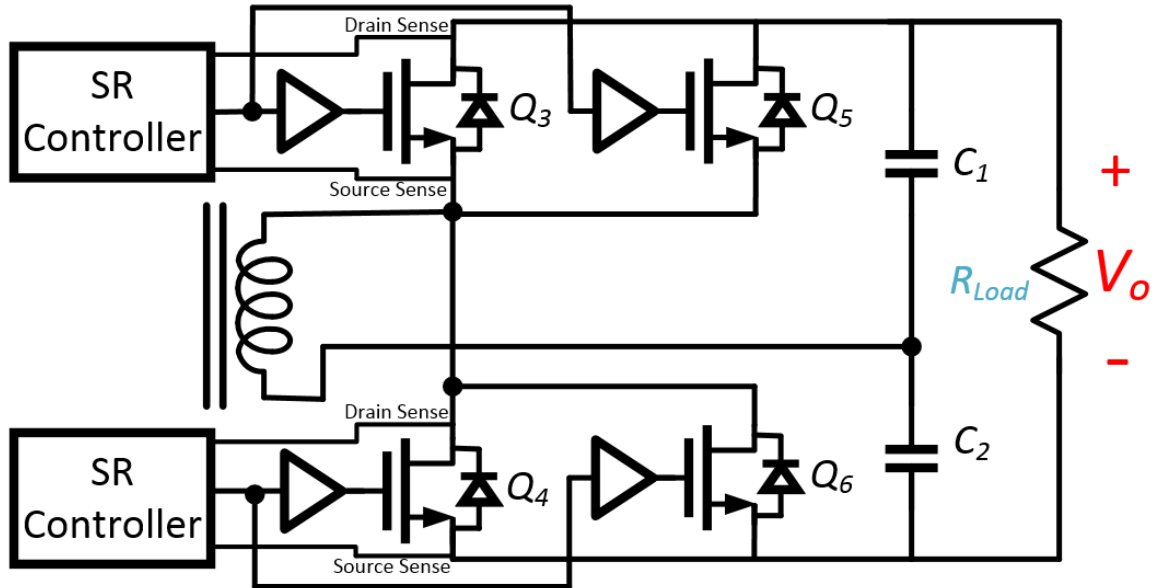 Drain Sense
SR
Controller
Q3
Q5
Source Sense
C1
+
RLoad
Vo
-
Drain Sense
SR
Controller
Q4
Q6
C2
Source Sense